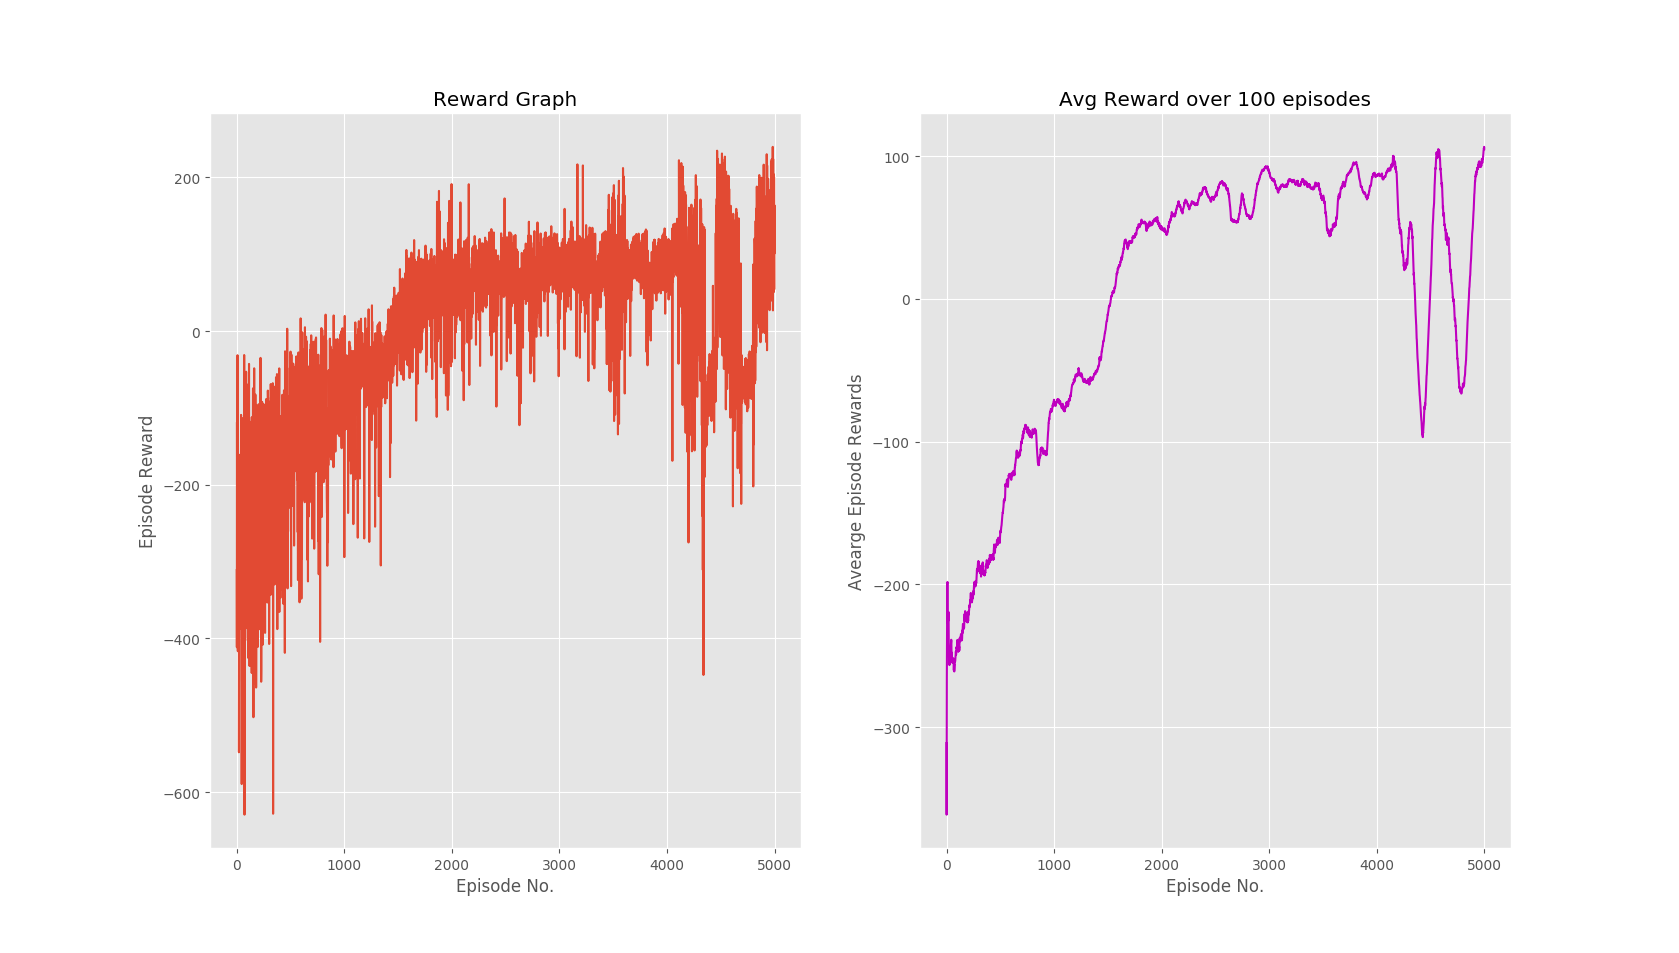 Reward Graph
Episode Reward
200
0
−200
−400
−600
0 1000 2000 3000 4000 5000
Episode No.
Avg Reward over 100 episodes
Avearge Episode Rewards
100
0
−100
−200
−300
0 1000 2000 3000 4000 5000
Episode No.